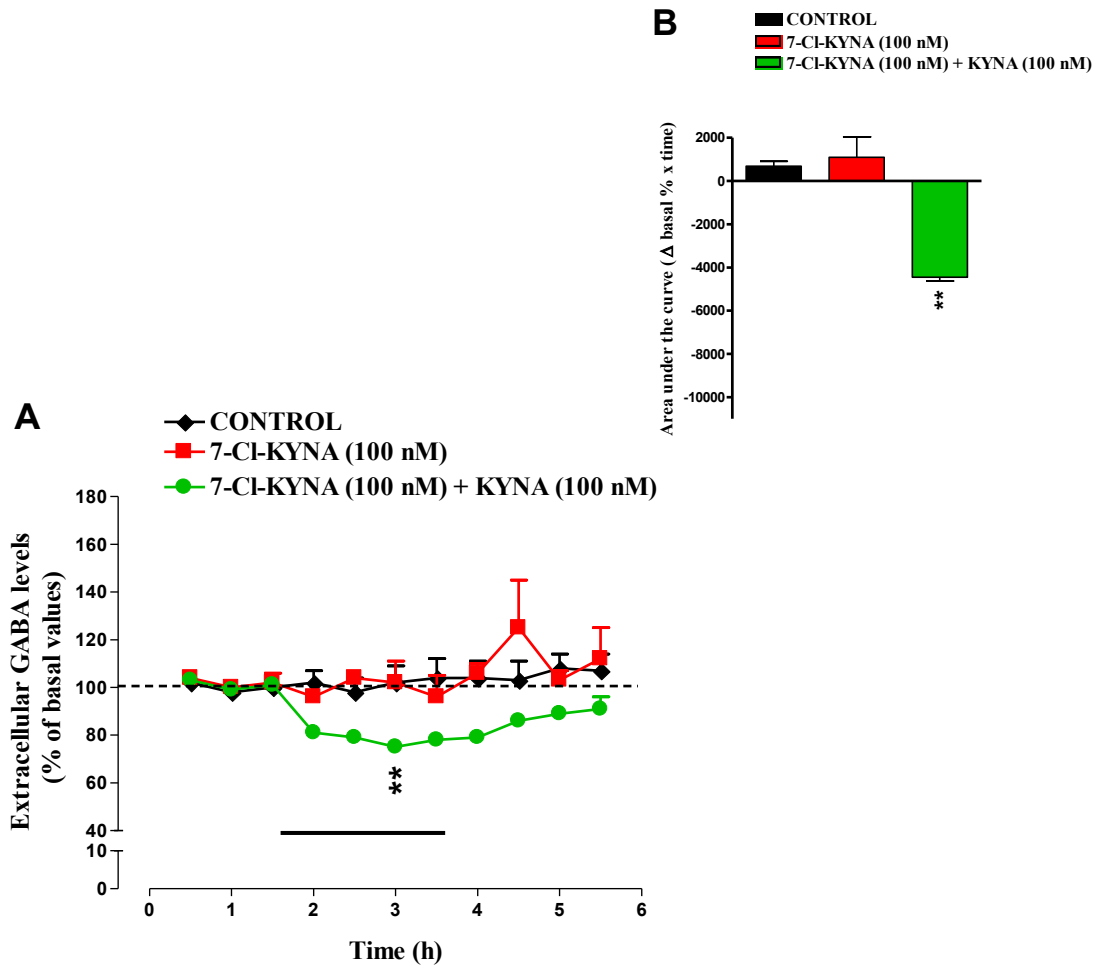 B
CONTROL
7-Cl-KYNA (100 nM)
7-Cl-KYNA (100 nM) + KYNA (100 nM)
Area under the curve ( Δ basal % x time)
2000
0
-2000
-4000
-6000
-8000
-10000
**
A
CONTROL
7-Cl-KYNA (100 nM)
7-Cl-KYNA (100 nM) + KYNA (100 nM)
Extracellular GABA levels
(% of basal values)
180
160
140
120
100
80
60
40
10
0
**
0 1 2 3 4 5 6
Time (h)